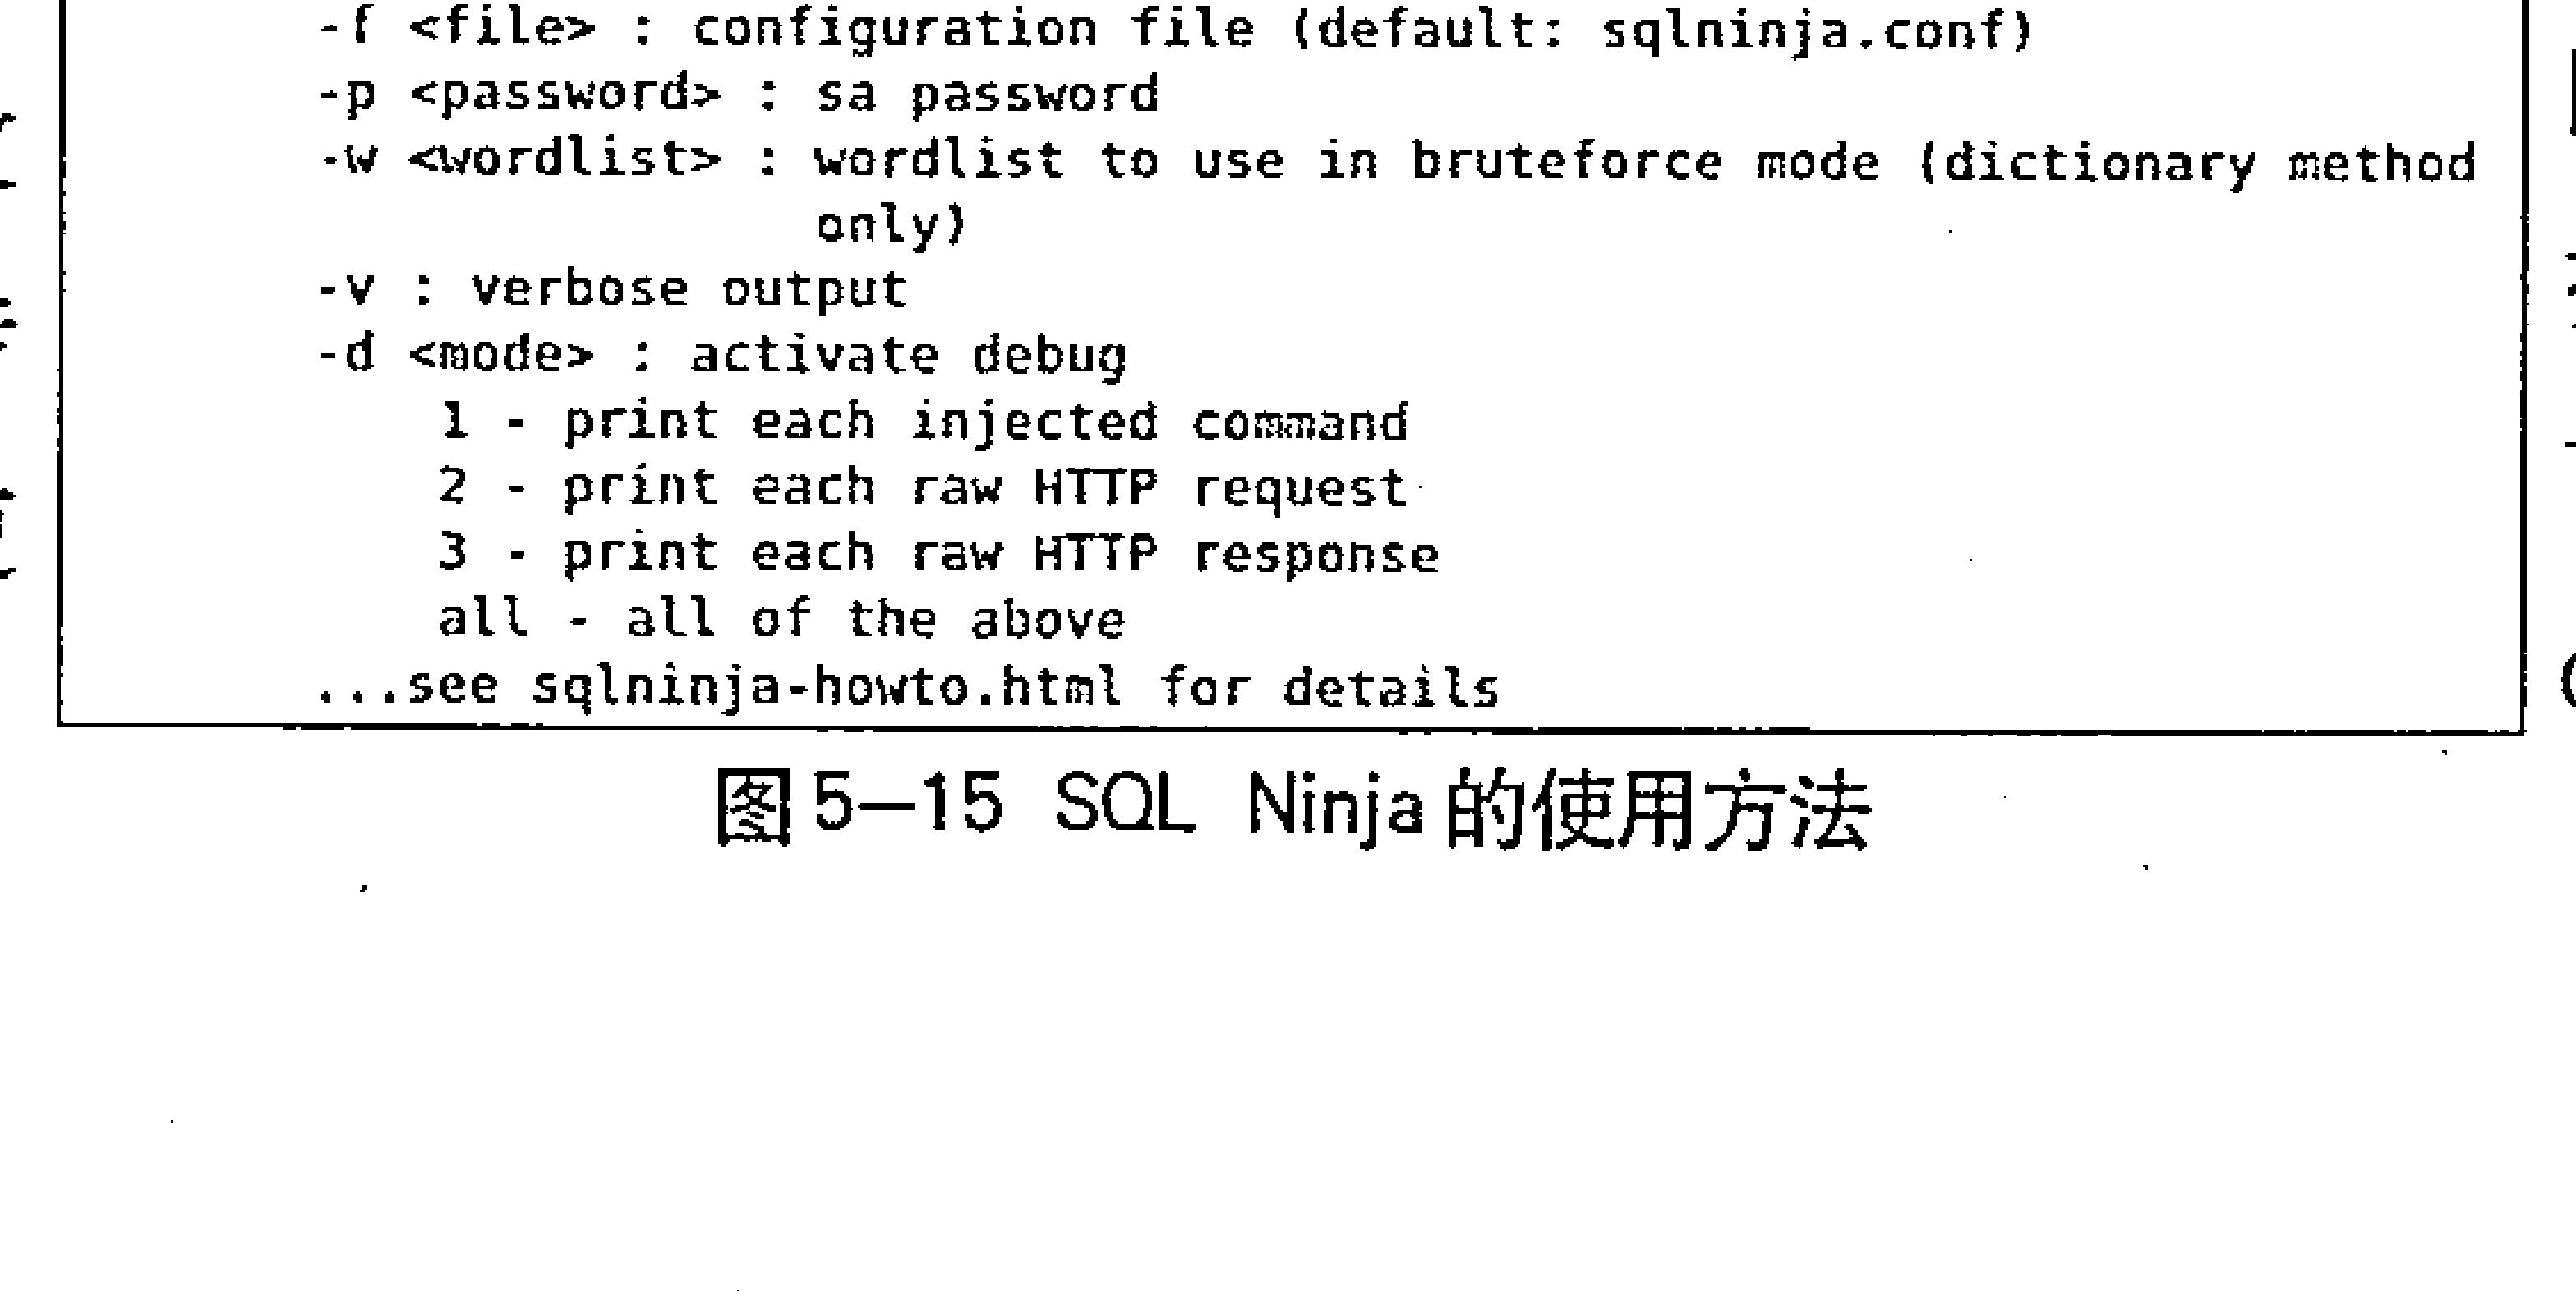 -f <file> : configuration file (default: sqlninja.conf)
-p <password> : sa password
-w <wordlist> : wordlist to use in bruteforce mode (dictionary method
only)
-v : verbose output
-d <mode> : activate debug
1 - print each injected command
2 - print each raw HTTP request
3 - print each raw HTTP response
all - all of the above
...see sqlninja-howto.html for details
图5-15 SQL Ninja的使用方法